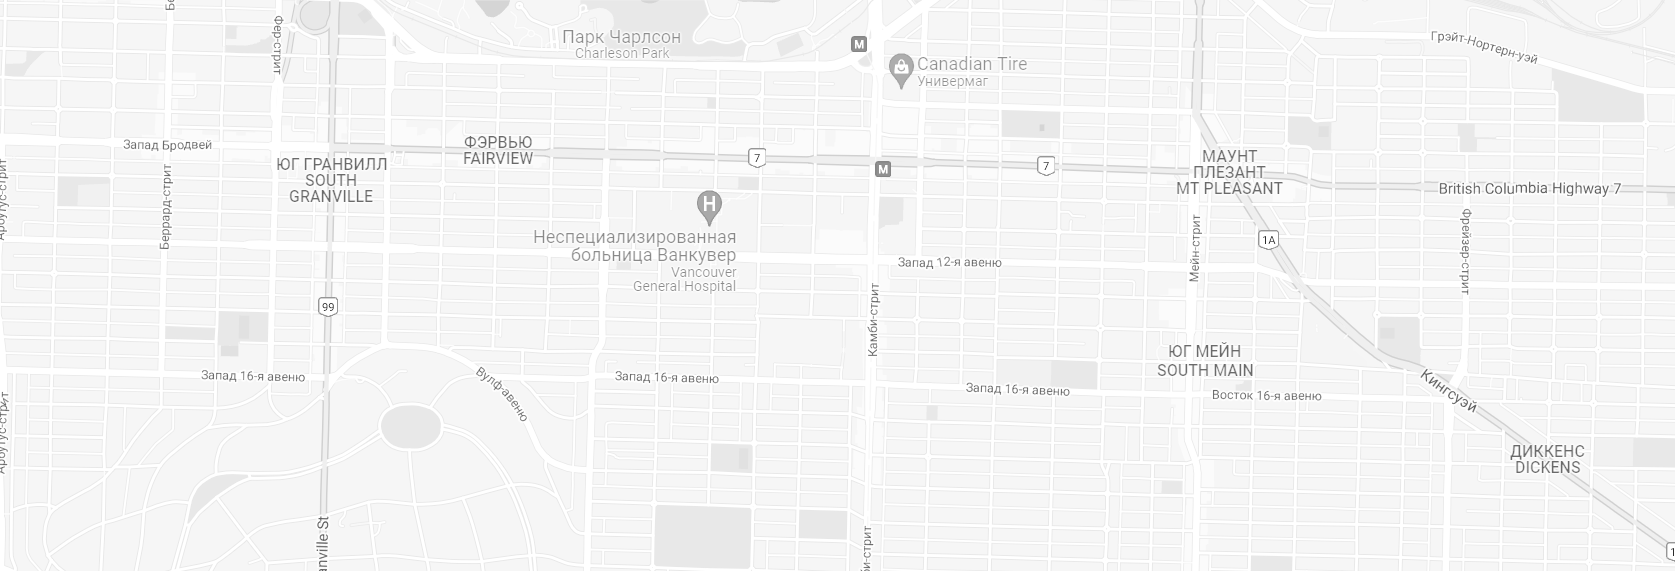 Фер-стрит
Парк Чарлсон
Charleson Park
M
Canadian Tire
Универмаг
Грэйт-Нортерн-уэй
Запад Бродвей
ФЭРВЬЮ
FAIRVIEW
7
M
7
ЮГ ГРАНВИЛЛ
SOUTH
GRANVILLE
МАУНТ
ПЛЕЗАНТ
MT PLEASANT
British Columbia Highway 7
Арбутус-стрит
Беррард-стрит
H
Неспециализированная
больница Ванкувер
Vancouver
General Hospital
Мейн-стрит
1A
Фрейзер-стрит
Запад 12-я авеню
99
Камби-стрит
ЮГ МЕЙН
SOUTH MAIN
Запад 16-я авеню
Вулф-авеню
Запад 16-я авеню
Запад 16-я авеню
Восток 16-я авеню
Кингсуэй
Арбутус-стрит
ДИККЕНС
DICKENS
anville St
би-стрит